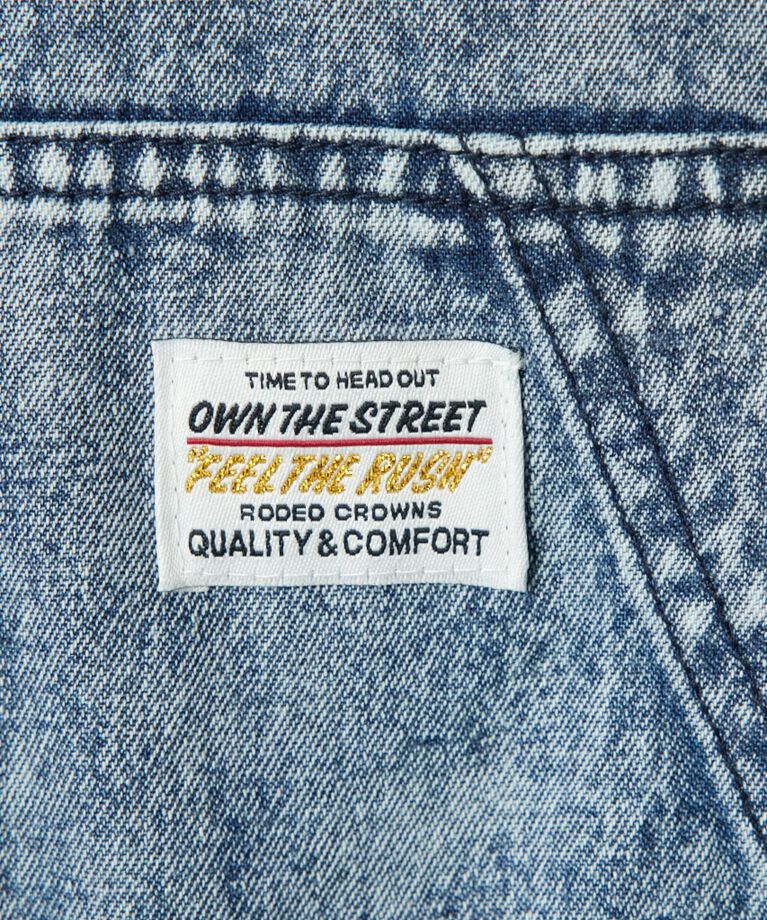 TIME TO HEAD OUT
OWN THE STREET
"FEEL THE RUSH"
RODEO CROWNS
QUALITY & COMFORT